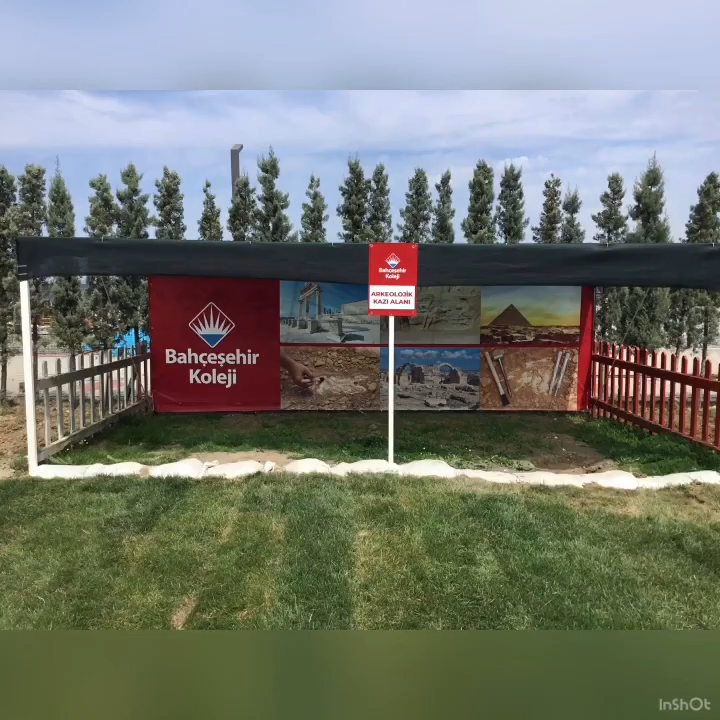 Bahçeşehir
Koleji
ARKEOLOJİK
KAZI ALANI
Bahçeşehir
Koleji
InShOt